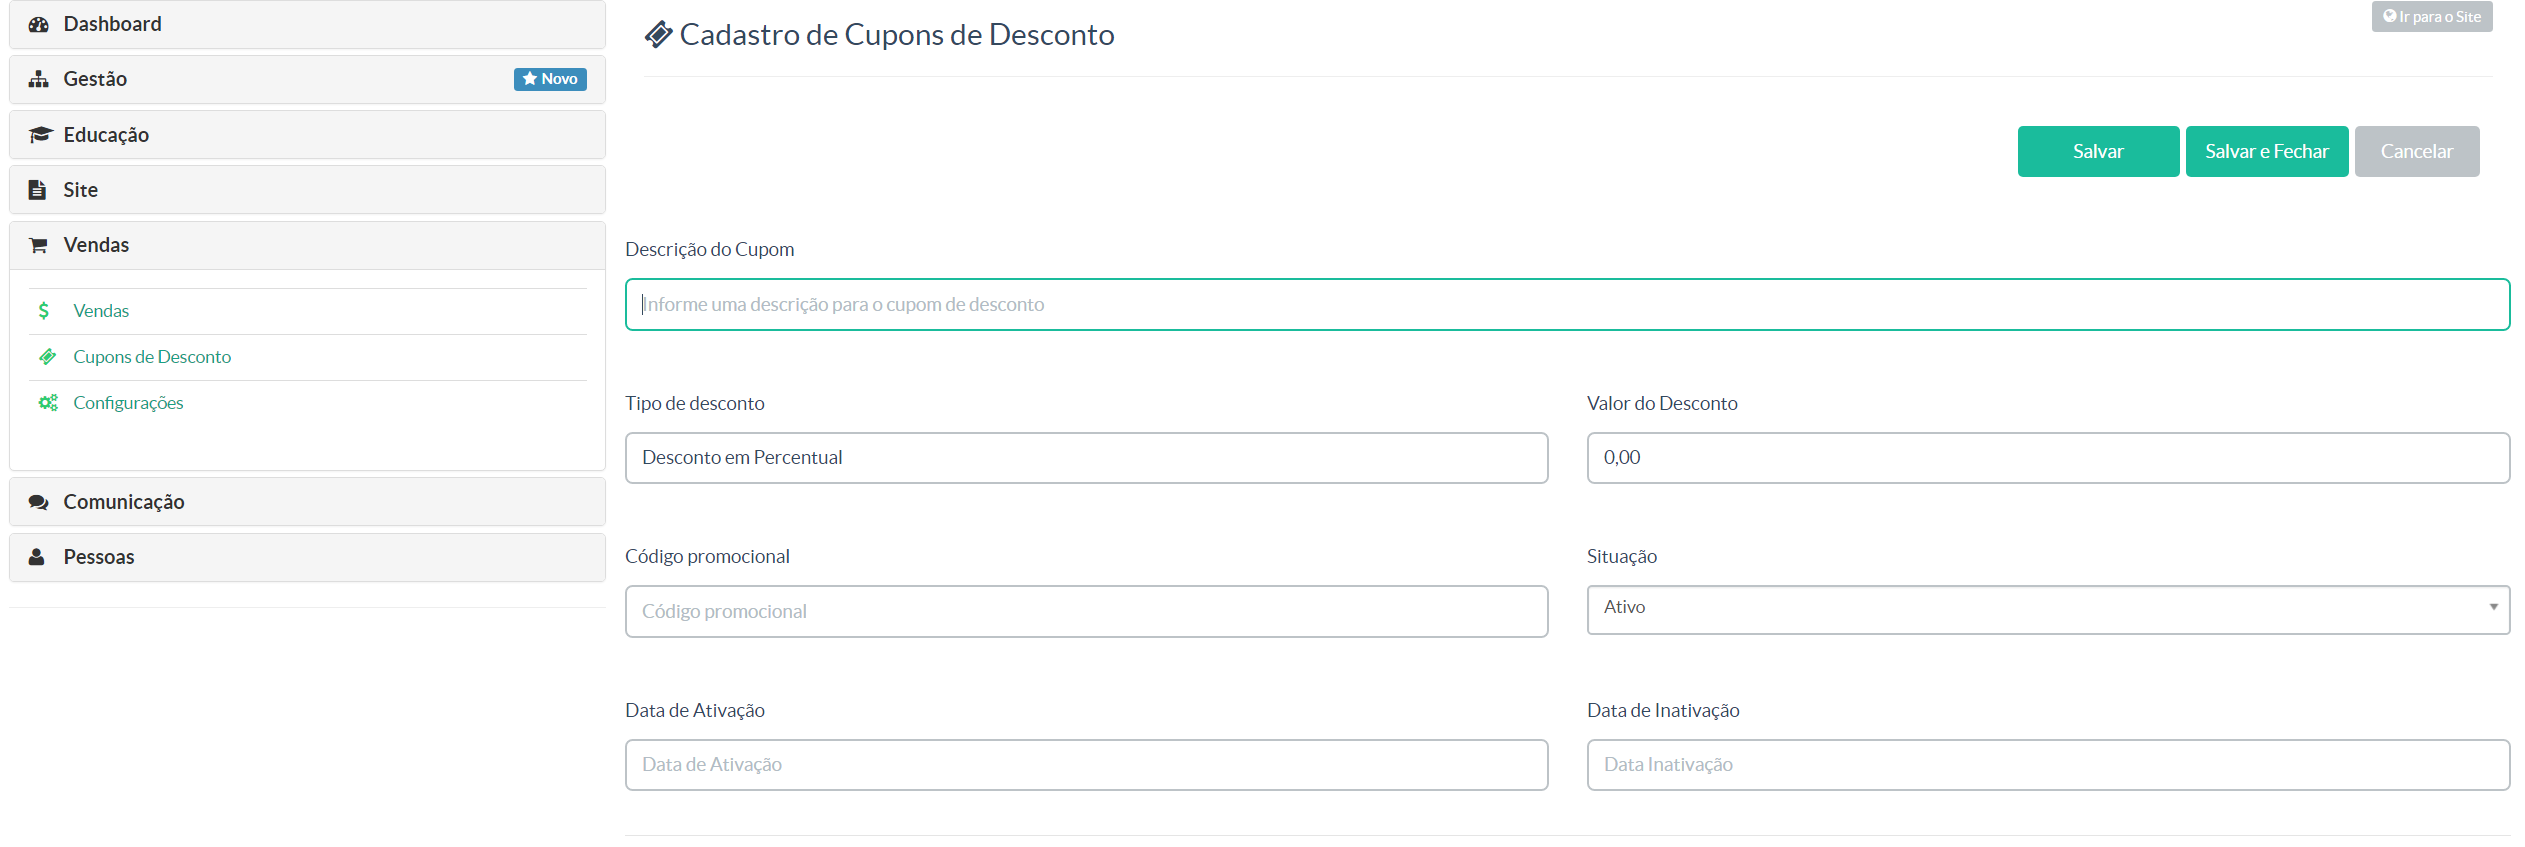 Dashboard
Gestão
Novo
Educação
Site
Vendas
Vendas
Cupons de Desconto
Configurações
Comunicação
Pessoas
Cadastro de Cupons de Desconto
Ir para o Site
Salvar
Salvar e Fechar
Cancelar
Descrição do Cupom
Informe uma descrição para o cupom de desconto
Tipo de desconto
Desconto em Percentual
Valor do Desconto
0,00
Código promocional
Código promocional
Situação
Ativo
Data de Ativação
Data de Ativação
Data de Inativação
Data Inativação